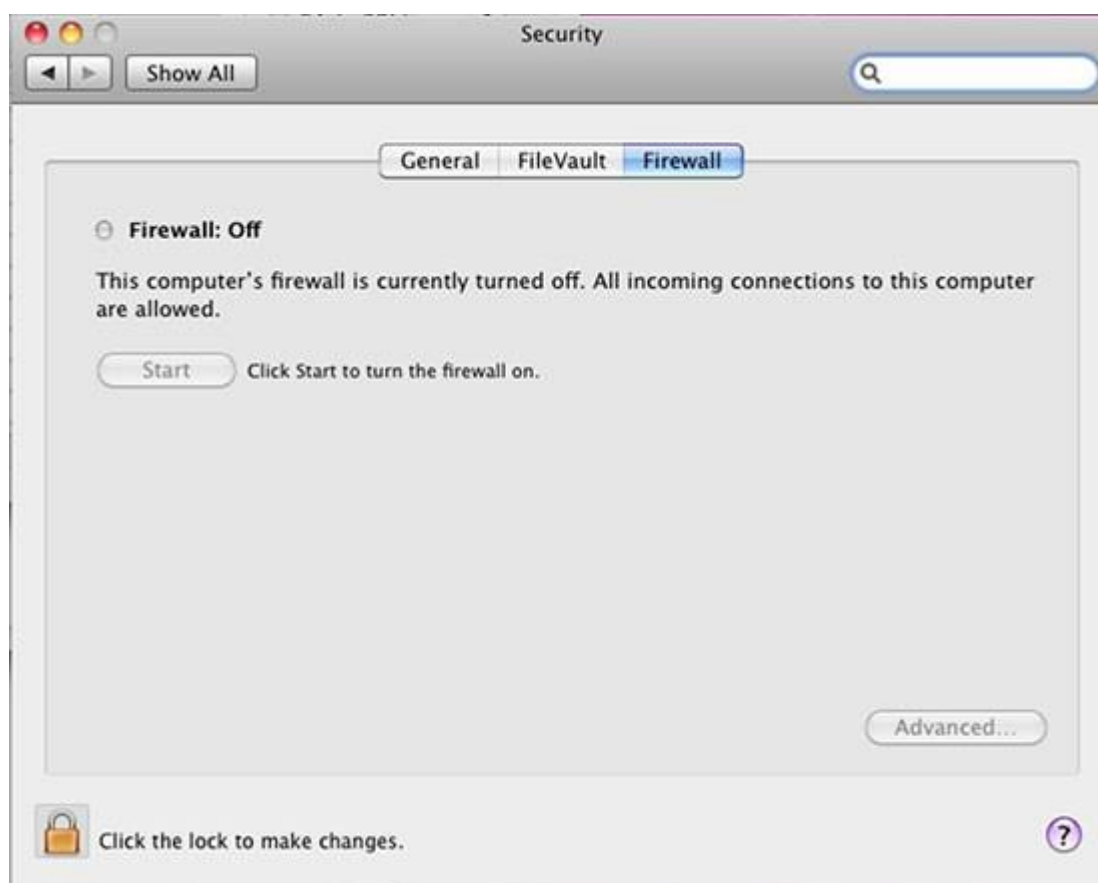 Security
Show All
General FileVault Firewall
Firewall: Off
This computer's firewall is currently turned off. All incoming connections to this computer
are allowed.
Start Click Start to turn the firewall on.
Advanced...
Click the lock to make changes.
?